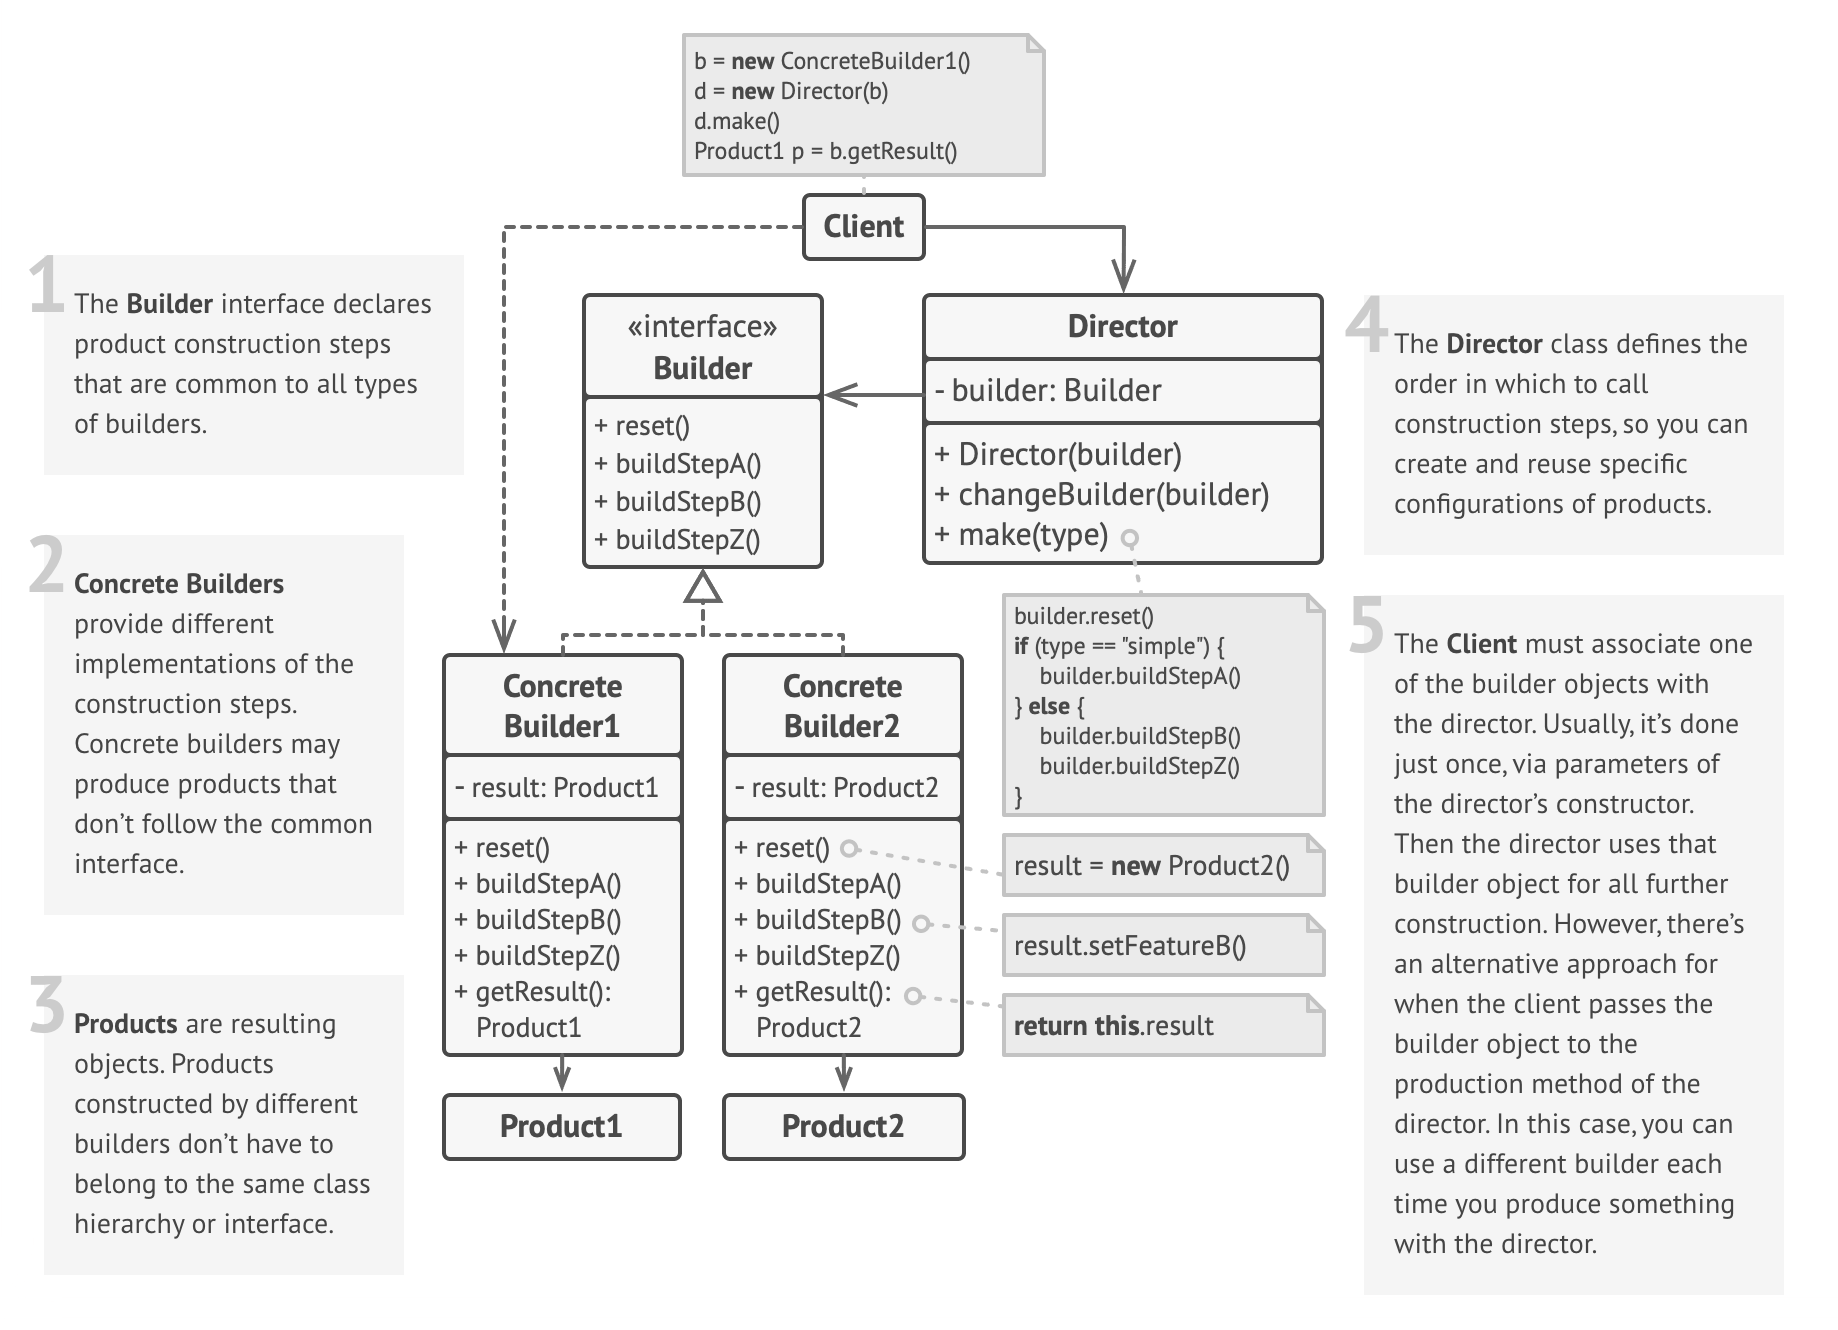 b = new ConcreteBuilder1()
d = new Director(b)
d.make()
Product1 p = b.getResult()
Client
1
The Builder interface declares
product construction steps
that are common to all types
of builders.
2
Concrete Builders
provide different
implementations of the
construction steps.
Concrete builders may
produce products that
don’t follow the common
interface.
3
Products are resulting
objects. Products
constructed by different
builders don’t have to
belong to the same class
hierarchy or interface.
«interface»
Builder
+ reset()
+ buildStepA()
+ buildStepB()
+ buildStepZ()
Director
- builder: Builder
+ Director(builder)
+ changeBuilder(builder)
+ make(type)
builder.reset()
if (type == "simple") {
builder.buildStepA()
} else {
builder.buildStepB()
builder.buildStepZ()
}
Concrete
Builder1
- result: Product1
+ reset()
+ buildStepA()
+ buildStepB()
+ buildStepZ()
+ getResult():
Product1
Concrete
Builder2
- result: Product2
+ reset()
+ buildStepA()
+ buildStepB()
+ buildStepZ()
+ getResult():
Product2
result = new Product2()
result.setFeatureB()
return this.result
Product1
Product2
4
The Director class defines the
order in which to call
construction steps, so you can
create and reuse specific
configurations of products.
5
The Client must associate one
of the builder objects with
the director. Usually, it’s done
just once, via parameters of
the director’s constructor.
Then the director uses that
builder object for all further
construction. However, there’s
an alternative approach for
when the client passes the
builder object to the
production method of the
director. In this case, you can
use a different builder each
time you produce something
with the director.